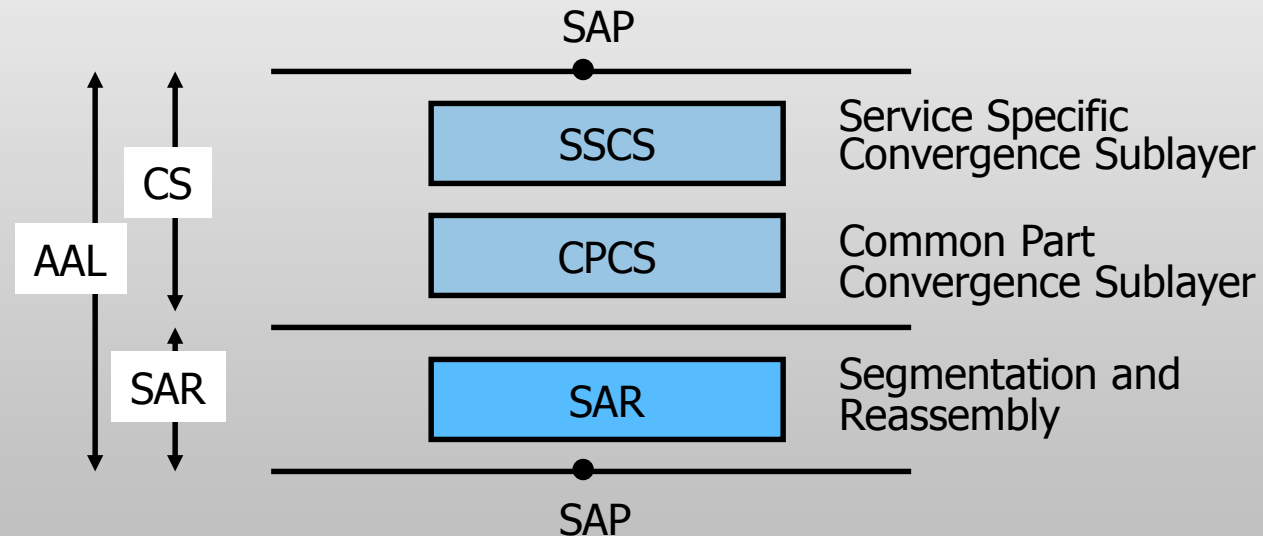 SAP
SSCS
Service Specific
Convergence Sublayer
CS
AAL
CPCS
Common Part
Convergence Sublayer
SAR
SAR
Segmentation and
Reassembly
SAP